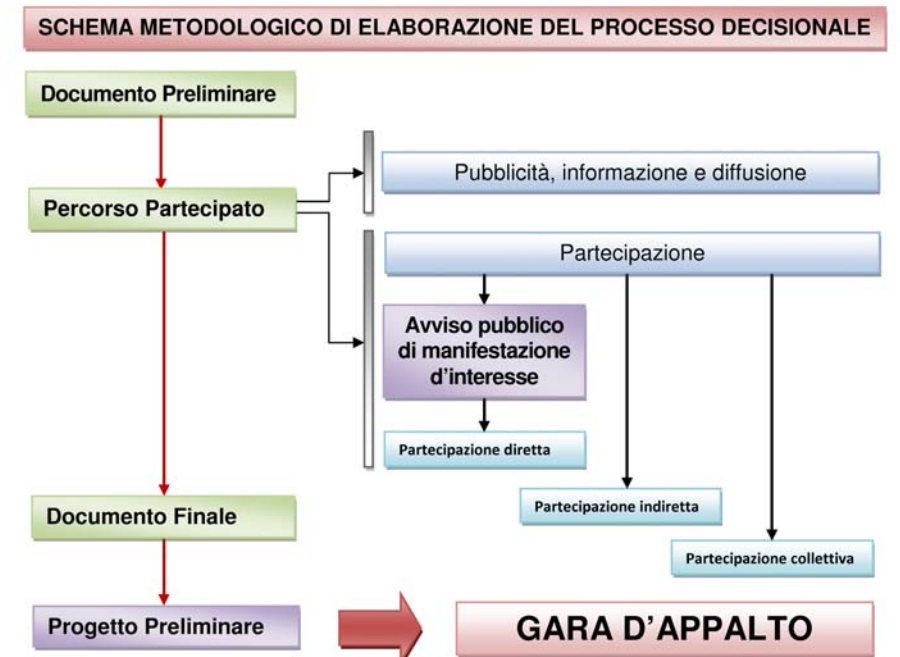 SCHEMA METODOLOGICO DI ELABORAZIONE DEL PROCESSO DECISIONALE
Documento Preliminare
Pubblicità, informazione e diffusione
Percorso Partecipato
Partecipazione
Avviso pubblico
di manifestazione
d'interesse
Partecipazione diretta
Documento Finale
Partecipazione indiretta
Partecipazione collettiva
Progetto Preliminare
GARA D'APPALTO